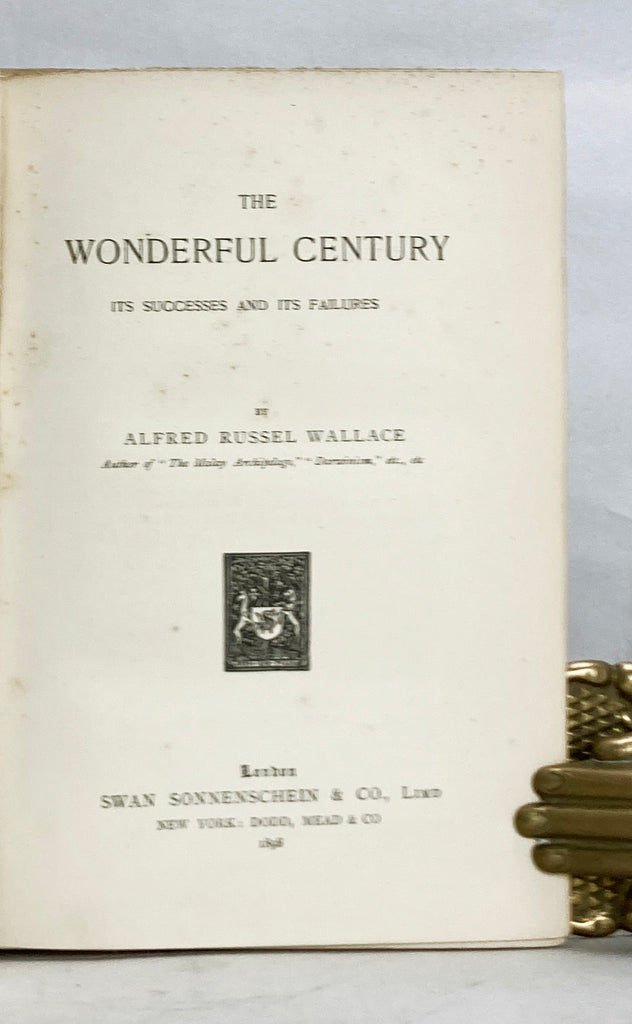 THE
WONDERFUL CENTURY
ITS SUCCESSES AND ITS FAILURES
BY
ALFRED RUSSEL WALLACE
Author of "The Malay Archipelago," "Darwinism," etc., etc
London
SWAN SONNENSCHEIN & CO., LIMD
NEW YORK: DODD, MEAD & CO
1898